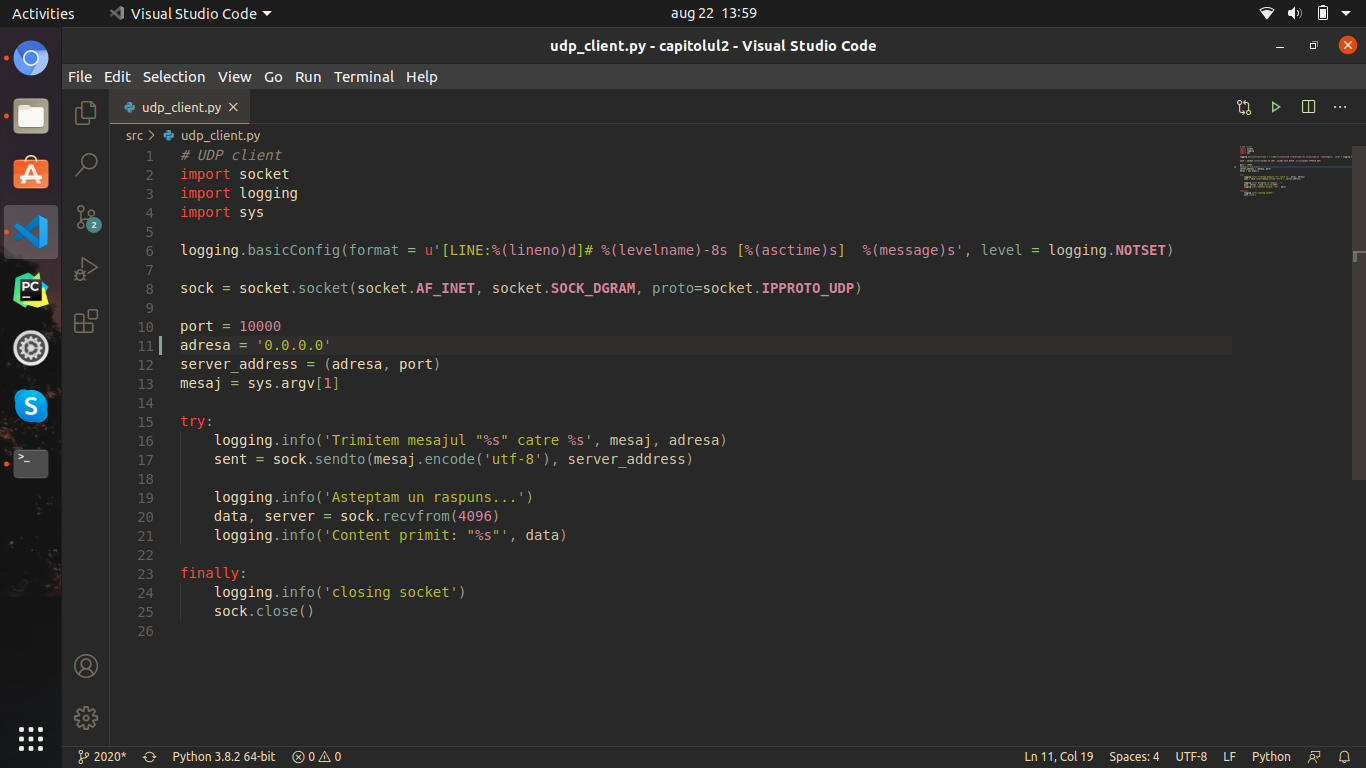 Activities Visual Studio Code aug 22 13:59
udp_client.py - capitolul2 - Visual Studio Code
File Edit Selection View Go Run Terminal Help
udp_client.py
src > udp_client.py
1 # UDP client
2 import socket
3 import logging
4 import sys
5
6 logging.basicConfig(format = u'[LINE:%(lineno)d]# %(levelname)-8s [%(asctime)s]  %(message)s', level = logging.NOTSET)
7
8 sock = socket.socket(socket.AF_INET, socket.SOCK_DGRAM, proto=socket.IPPROTO_UDP)
9
10 port = 10000
11 adresa = '0.0.0.0'
12 server_address = (adresa, port)
13 mesaj = sys.argv[1]
14
15 try:
16     logging.info('Trimitem mesajul "%s" catre %s', mesaj, adresa)
17     sent = sock.sendto(mesaj.encode('utf-8'), server_address)
18
19     logging.info('Asteptam un raspuns...')
20     data, server = sock.recvfrom(4096)
21     logging.info('Content primit: "%s"', data)
22
23 finally:
24     logging.info('closing socket')
25     sock.close()
26
2
PC
S
>_
2020* Python 3.8.2 64-bit 0 0 Ln 11, Col 19 Spaces: 4 UTF-8 LF Python